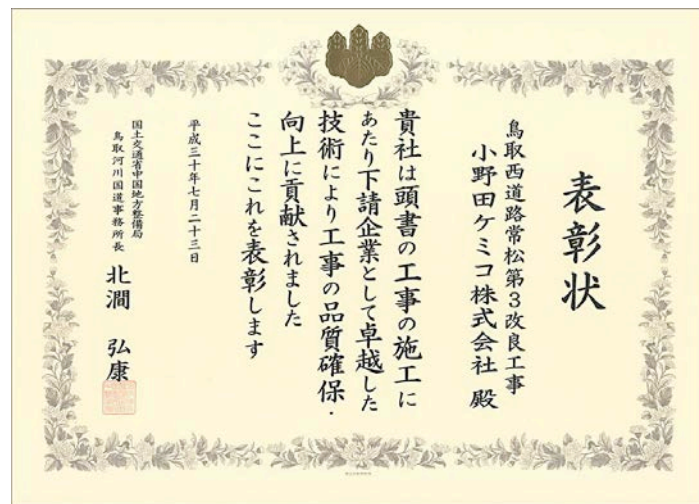 表彰状
鳥取西道路常松第3改良工事
小野田ケミコ株式会社 殿
貴社は頭書の工事の施工に
あたり下請企業として卓越した
技術により工事の品質確保・
向上に貢献されました
ここにこれを表彰します
平成三十年七月二十三日
国土交通省中国地方整備局
鳥取河川国道事務所長
北澗 弘康